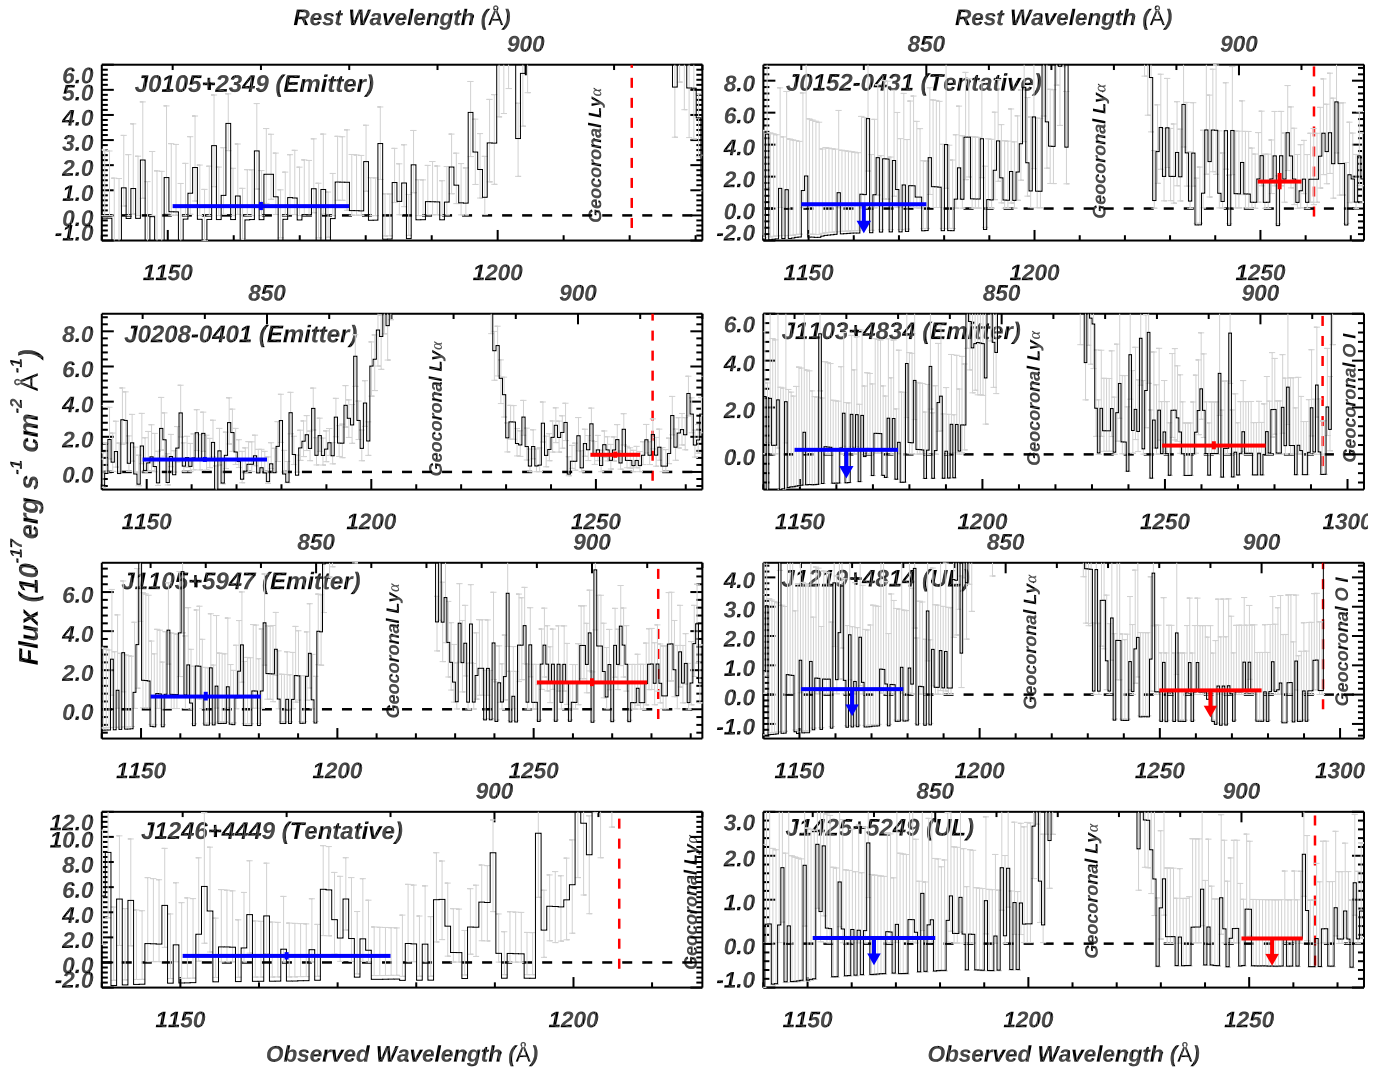 Rest Wavelength (Å) Rest Wavelength (Å)
900 850 900
J0105+2349 (Emitter) J0152-0431 (Tentative)
6.0 5.0 4.0 3.0 2.0 1.0 0.0 -1.0
Geocoronal Lyα
8.0 6.0 4.0 2.0 0.0 -2.0
Geocoronal Lyα
1150 1200 1150 1200 1250
850 900 850 900
J0208-0401 (Emitter) J1103+4834 (Emitter)
8.0 6.0 4.0 2.0 0.0
Geocoronal Lyα
6.0 4.0 2.0 0.0
Geocoronal Lyα
Geocoronal O I
1150 1200 1250 1150 1200 1250 1300
850 900 850 900
J1105+5947 (Emitter) J1219+4814 (UL)
6.0 4.0 2.0 0.0
Geocoronal Lyα
4.0 3.0 2.0 1.0 0.0 -1.0
Geocoronal Lyα
Geocoronal O I
1150 1200 1250 1150 1200 1250 1300
900 850 900
J1246+4449 (Tentative) J1425+5249 (UL)
12.0 10.0 8.0 6.0 4.0 2.0 0.0 -2.0
Geocoronal Lyα
3.0 2.0 1.0 0.0 -1.0
Geocoronal Lyα
1150 1200 1150 1200 1250
Observed Wavelength (Å) Observed Wavelength (Å)
Flux (10⁻¹⁷ erg s⁻¹ cm⁻² Å⁻¹)